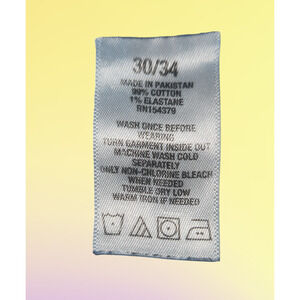 30/34
MADE IN PAKISTAN
99% COTTON
1% ELASTANE
RN154379
WASH ONCE BEFORE
WEARING
TURN GARMENT INSIDE OUT
MACHINE WASH COLD
SEPARATELY
ONLY NON-CHLORINE BLEACH
WHEN NEEDED
TUMBLE DRY LOW
WARM IRON IF NEEDED